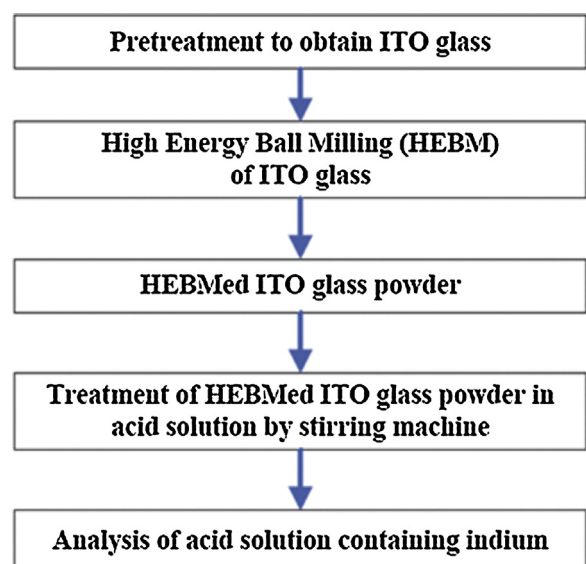 Pretreatment to obtain ITO glass
High Energy Ball Milling (HEBM)
of ITO glass
HEBMed ITO glass powder
Treatment of HEBMed ITO glass powder in
acid solution by stirring machine
Analysis of acid solution containing indium